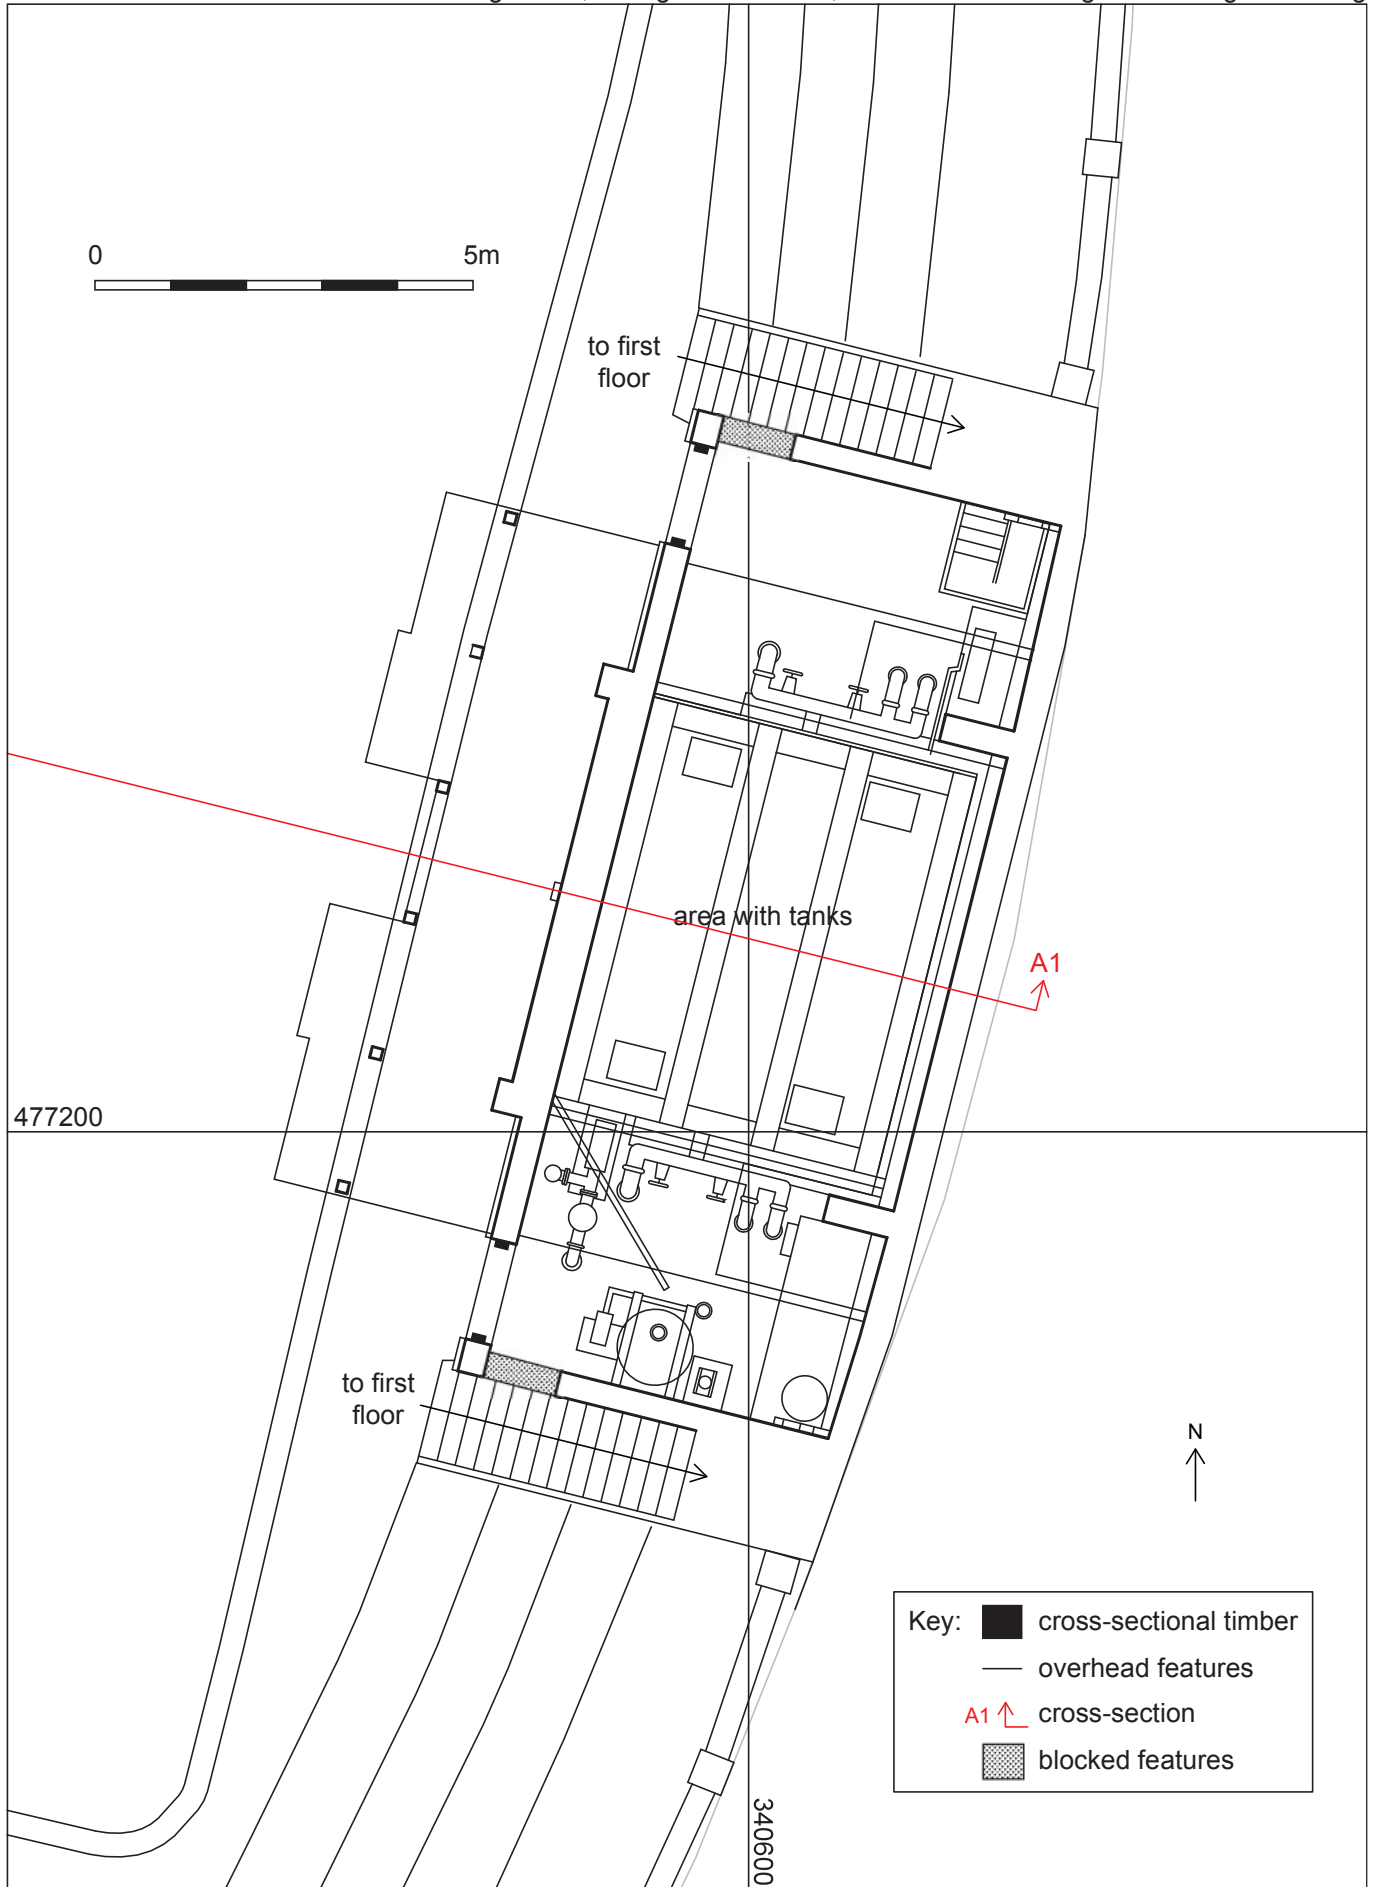 0 5m
to first
floor
area with tanks
A1
477200
to first
floor
N
Key:
cross-sectional timber
overhead features
A1 cross-section
blocked features
340600